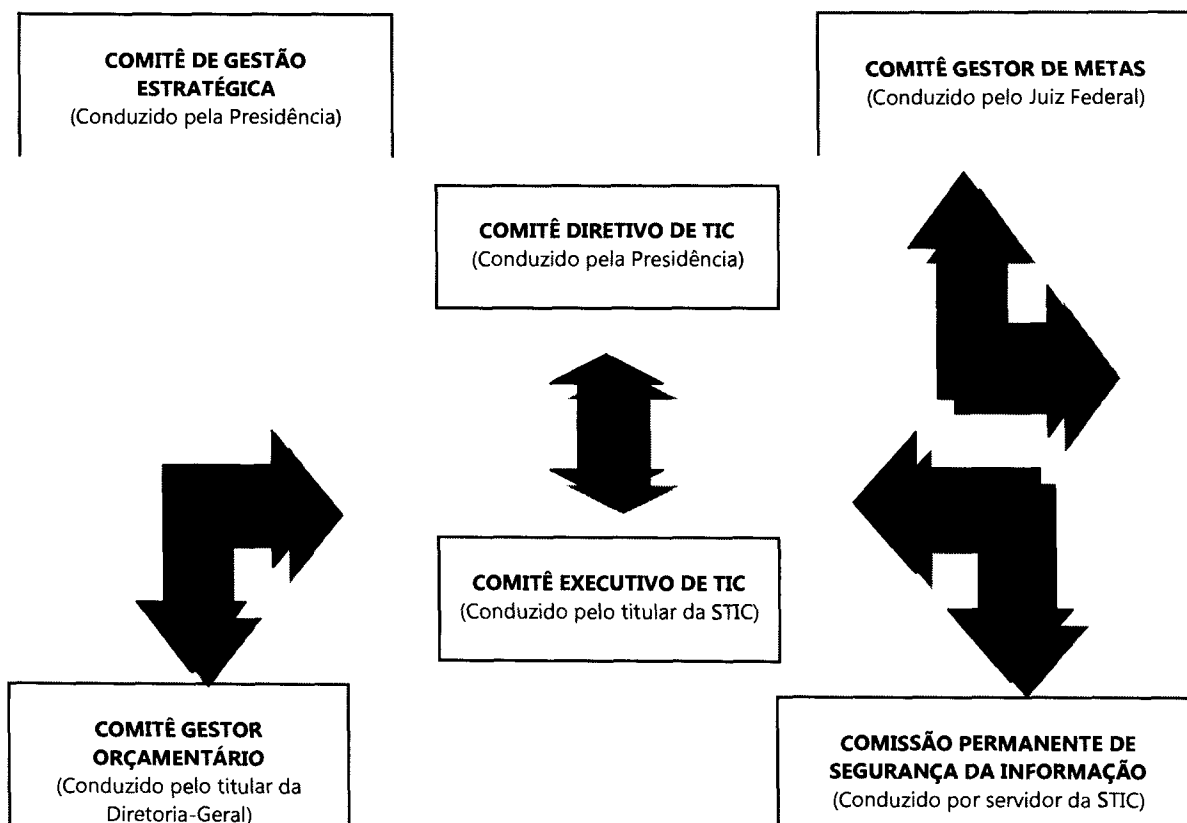 COMITÊ DE GESTÃO
ESTRATÉGICA
(Conduzido pela Presidência)
COMITÊ GESTOR DE METAS
(Conduzido pelo Juiz Federal)
COMITÊ DIRETIVO DE TIC
(Conduzido pela Presidência)
COMITÊ EXECUTIVO DE TIC
(Conduzido pelo titular da STIC)
COMITÊ GESTOR
ORÇAMENTÁRIO
(Conduzido pelo titular da
Diretoria-Geral)
COMISSÃO PERMANENTE DE
SEGURANÇA DA INFORMAÇÃO
(Conduzido por servidor da STIC)